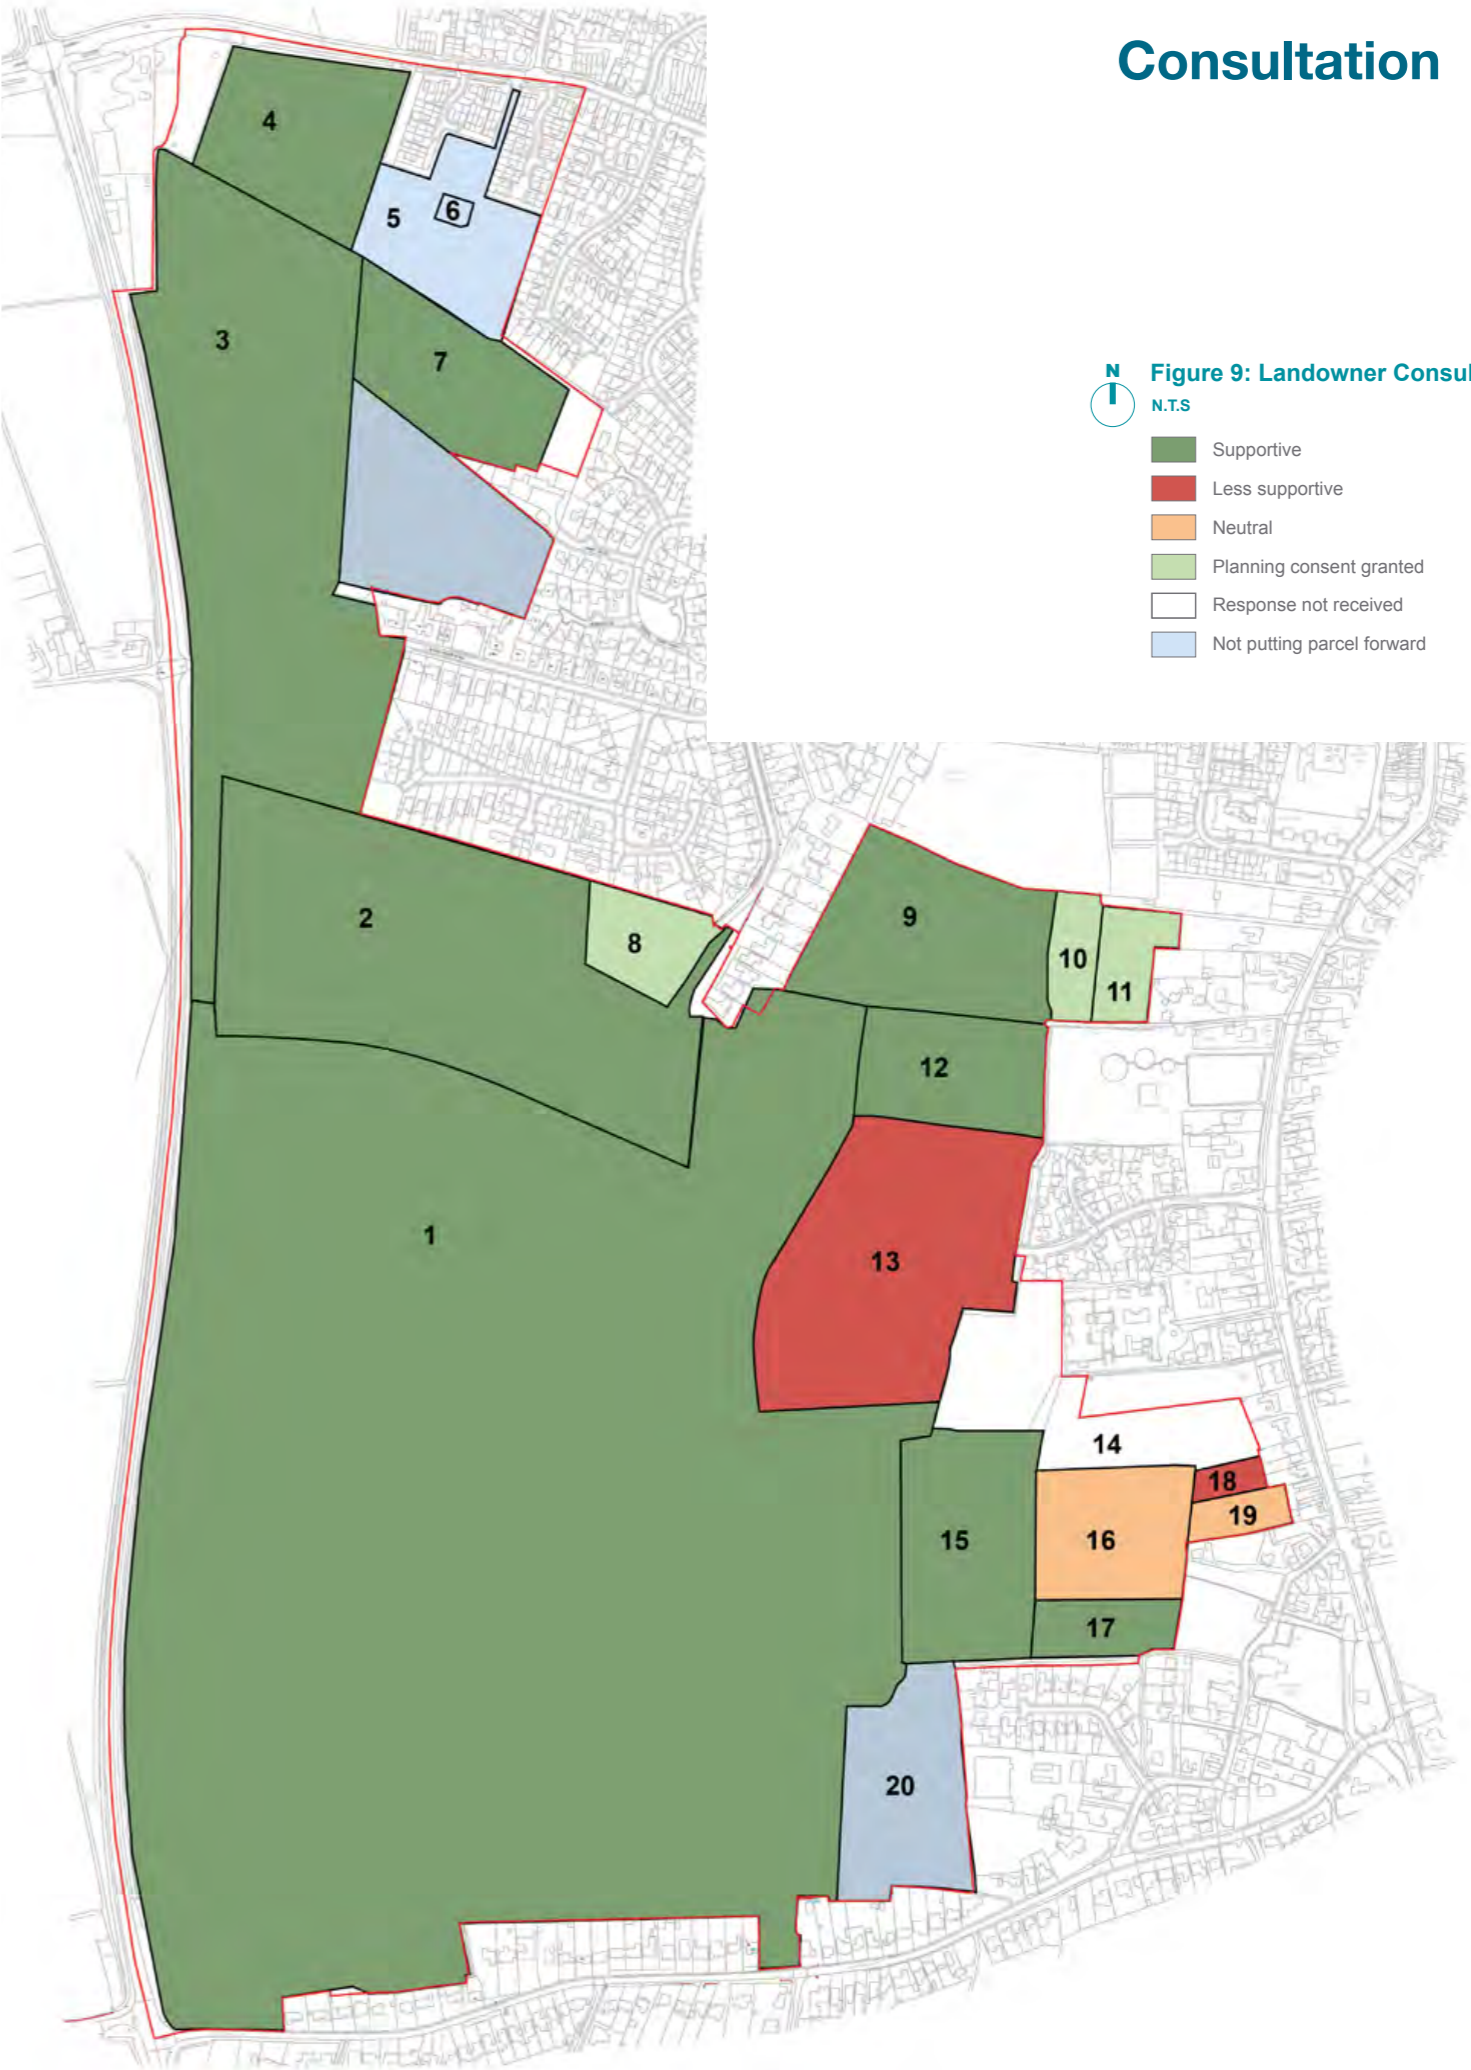 Consultation
N
Figure 9: Landowner Consul
N.T.S
Supportive
Less supportive
Neutral
Planning consent granted
Response not received
Not putting parcel forward
4
5
6
3
7
2
8
9
10
11
12
1
13
14
18
19
15
16
17
20